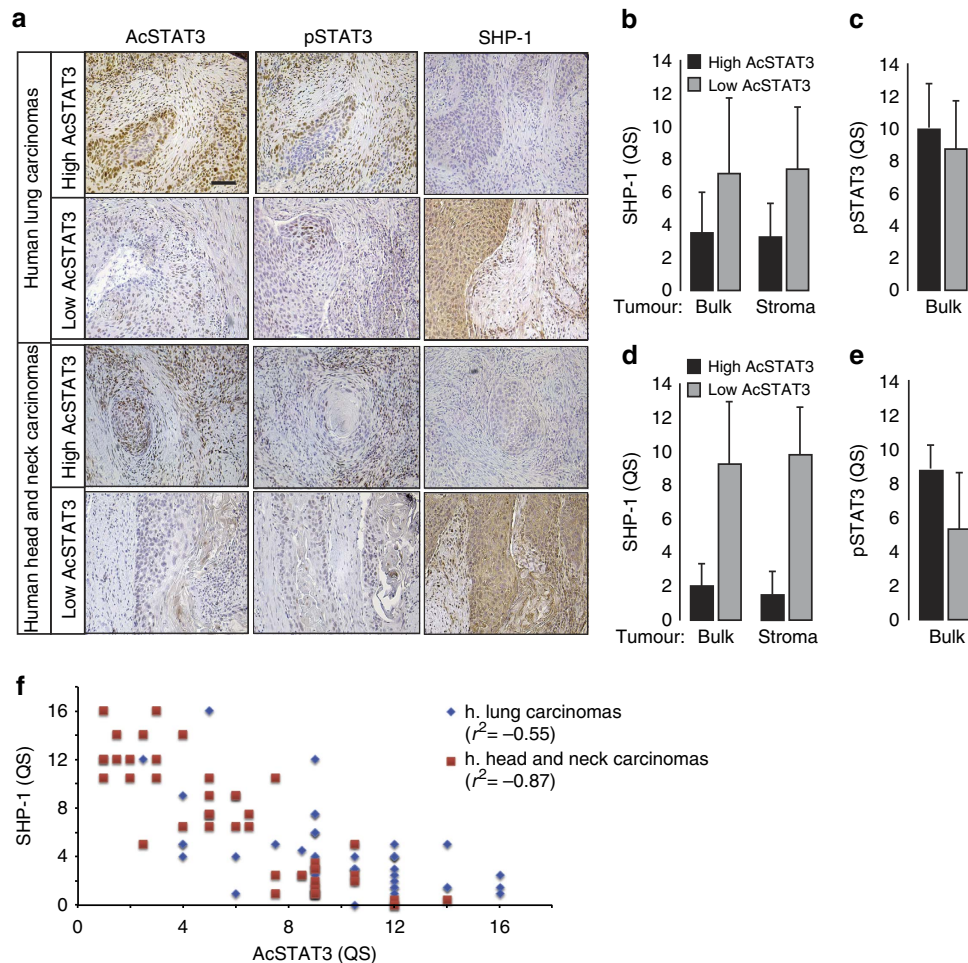 a
AcSTAT3 pSTAT3 SHP-1
Human lung carcinomas
High AcSTAT3
Low AcSTAT3
Human head and neck carcinomas
High AcSTAT3
Low AcSTAT3
b
14
12
10
8
6
4
2
0
SHP-1 (QS)
High AcSTAT3
Low AcSTAT3
Tumour: Bulk Stroma
c
14
12
10
8
6
4
2
0
pSTAT3 (QS)
Bulk
d
14
12
10
8
6
4
2
0
SHP-1 (QS)
High AcSTAT3
Low AcSTAT3
Tumour: Bulk Stroma
e
14
12
10
8
6
4
2
0
pSTAT3 (QS)
Bulk
f
16
12
8
4
0
SHP-1 (QS)
h. lung carcinomas
(r²= –0.55)
h. head and neck carcinomas
(r²= –0.87)
0 4 8 12 16
AcSTAT3 (QS)